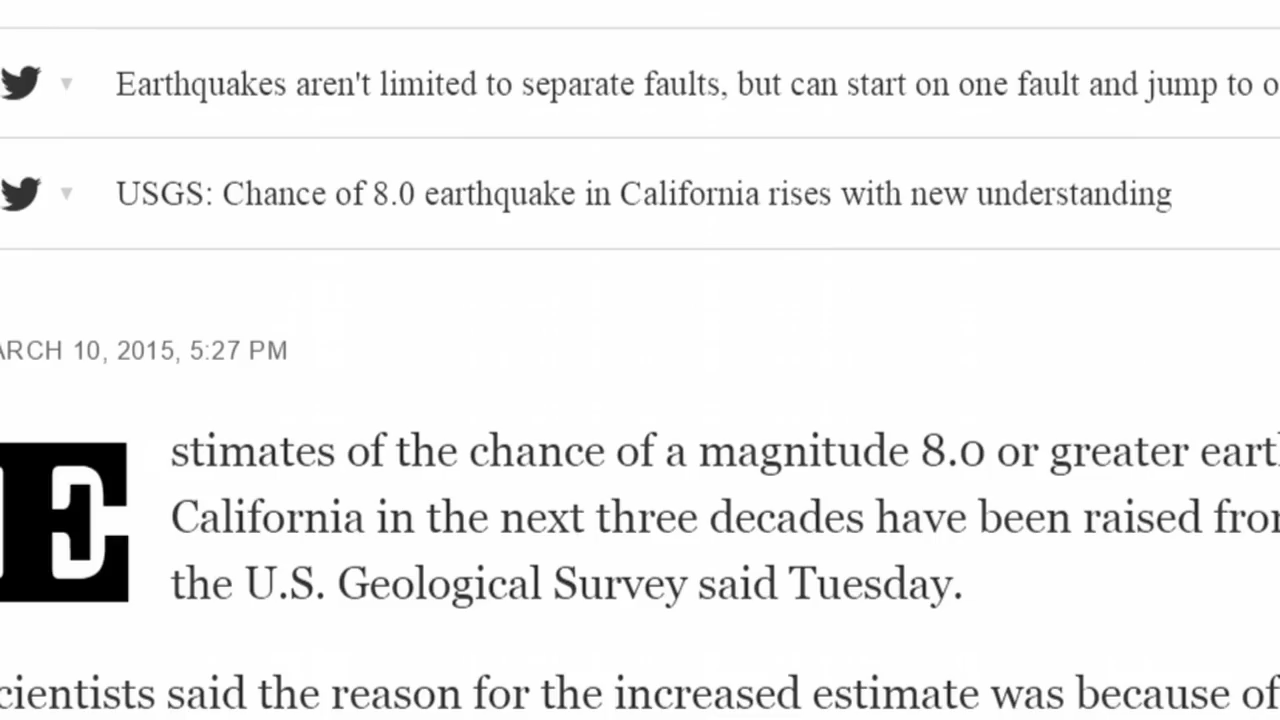 Earthquakes aren't limited to separate faults, but can start on one fault and jump to
USGS: Chance of 8.0 earthquake in California rises with new understanding
ARCH 10, 2015, 5:27 PM
Estimates of the chance of a magnitude 8.0 or greater
California in the next three decades have been raised
the U.S. Geological Survey said Tuesday.
cientists said the reason for the increased estimate was because of